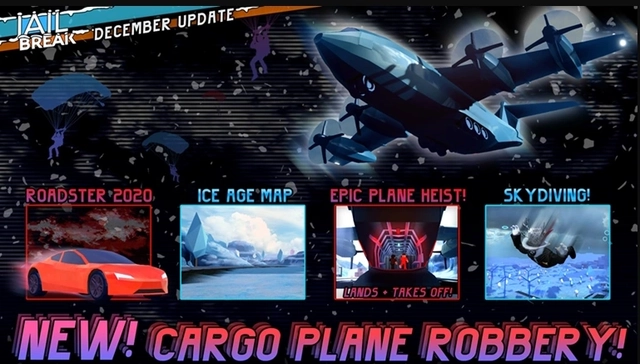 JAIL
BREAK
DECEMBER UPDATE
ROADSTER 2020
ICE AGE MAP
EPIC PLANE HEIST!
SKYDIVING!
LANDS + TAKES OFF!
NEW! CARGO PLANE ROBBERY!